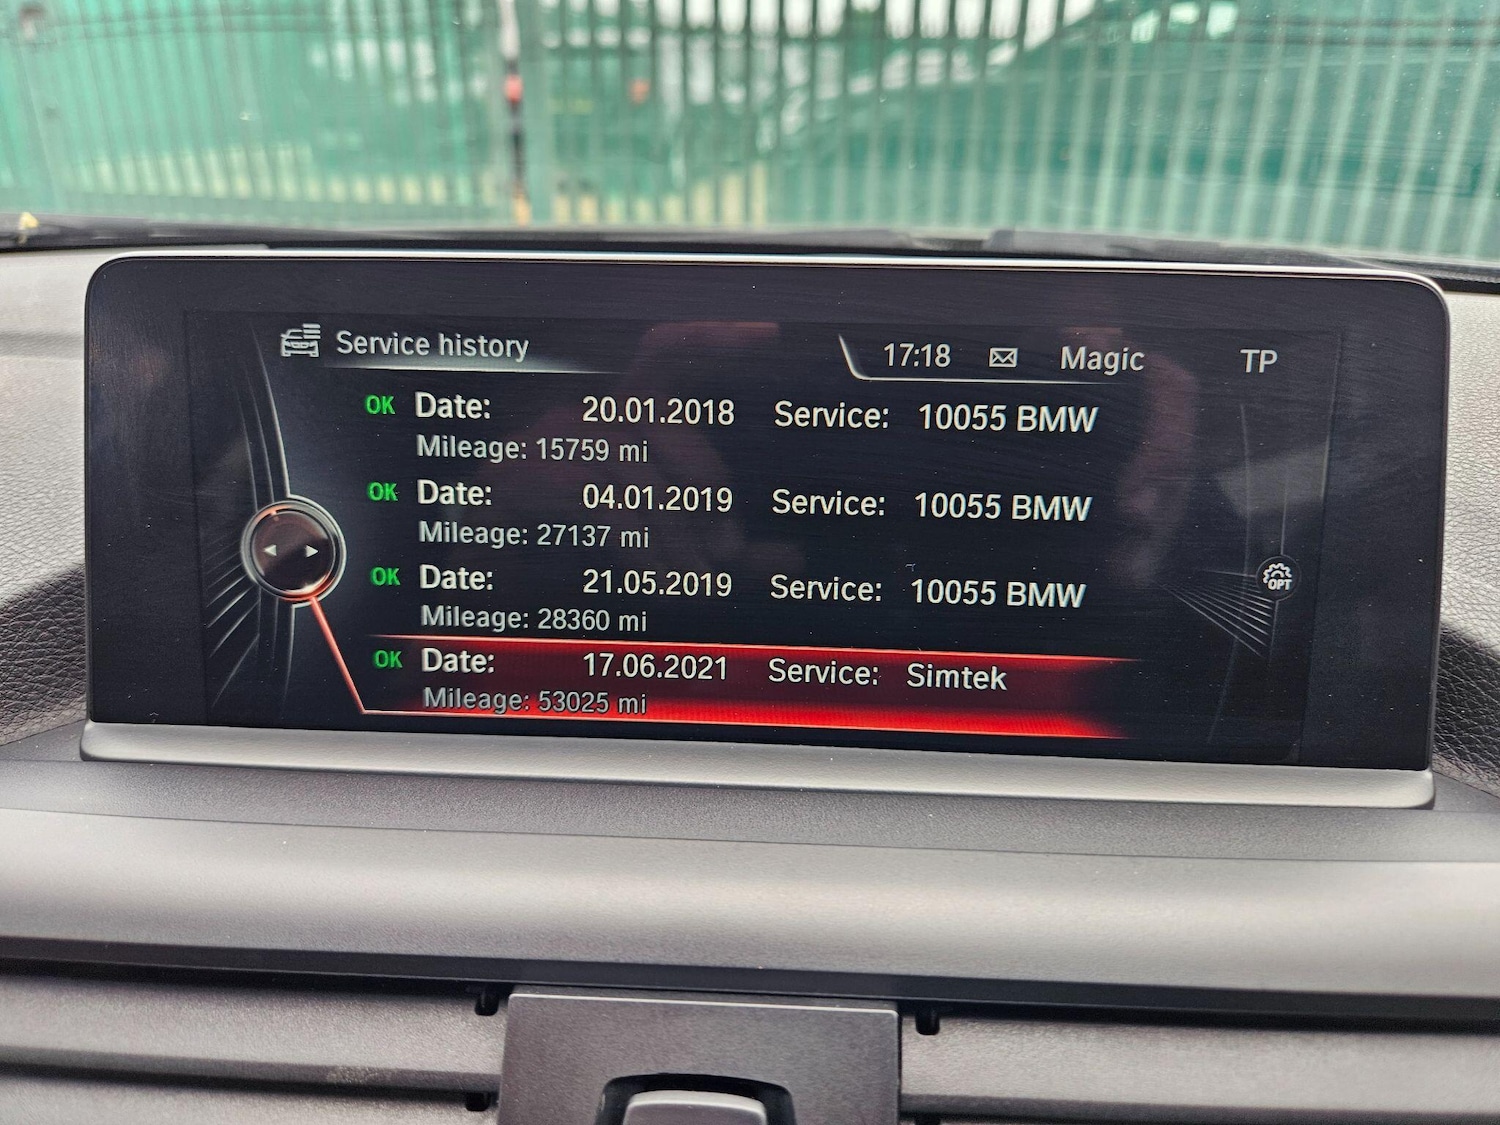 Service history 17:18 Magic TP
OK Date: 20.01.2018 Service: 10055 BMW
Mileage: 15759 mi
OK Date: 04.01.2019 Service: 10055 BMW
Mileage: 27137 mi
OK Date: 21.05.2019 Service: 10055 BMW
Mileage: 28360 mi
OPT
OK Date: 17.06.2021 Service: Simtek
Mileage: 53025 mi